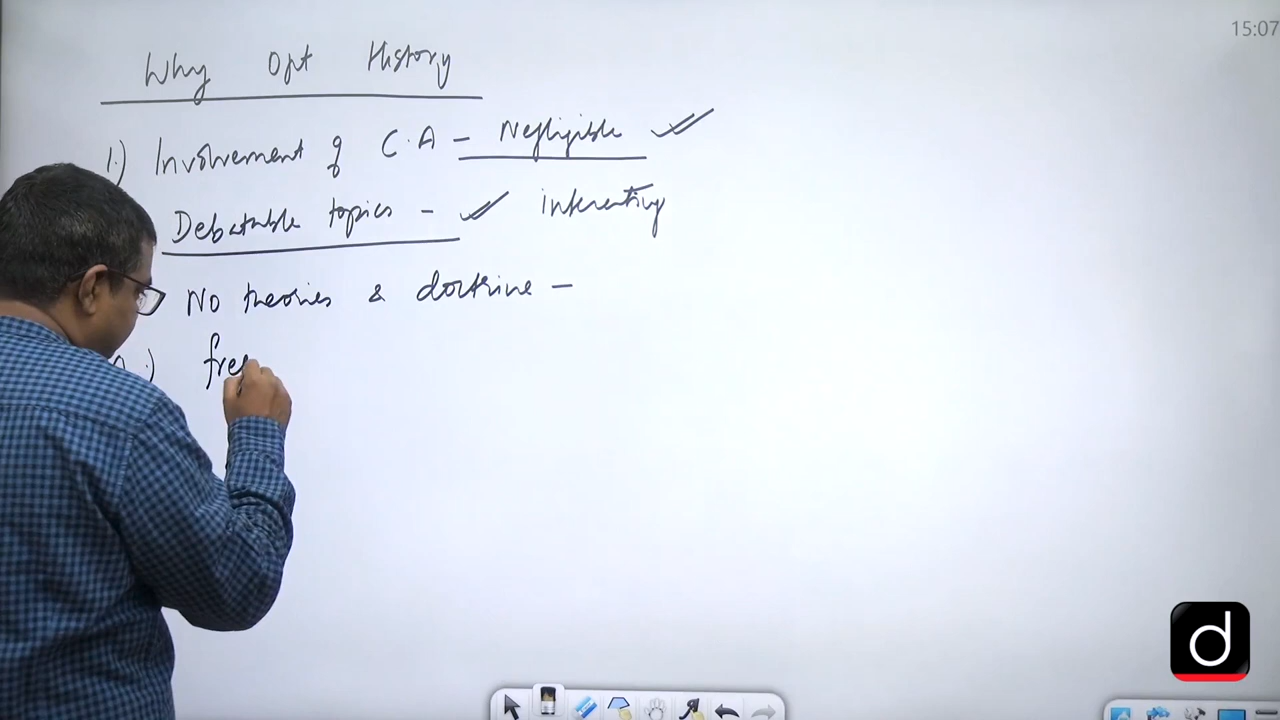 15:07
Why Opt History
1.) Involvement of C.A - Negligible
Debatable topics - interesting
No theories & doctrine -
fre
d